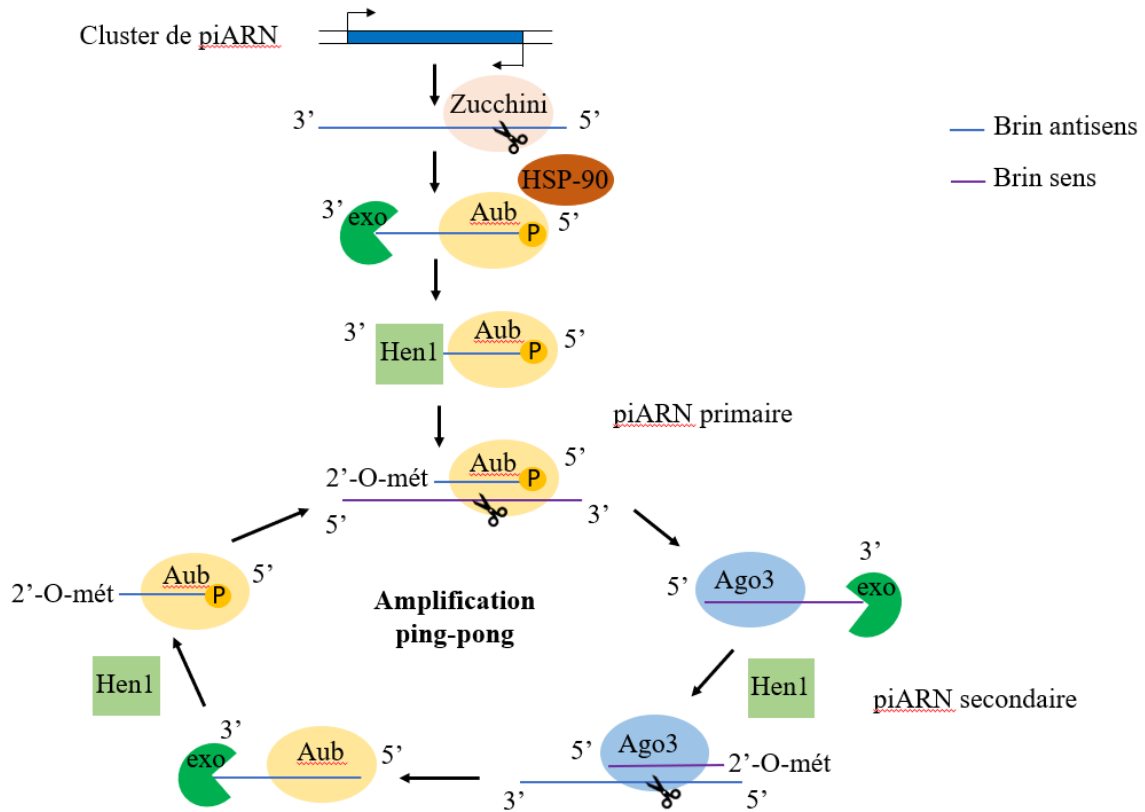 Cluster de piARN
Zucchini
3’
5’
Brin antisens
Brin sens
HSP-90
3’
exo
Aub
P
5’
3’
Hen1
Aub
P
5’
piARN primaire
2’-O-mét
Aub
P
5’
5’
3’
2’-O-mét
Aub
P
5’
Amplification
ping-pong
5’
Ago3
3’
exo
Hen1
Hen1
piARN secondaire
3’
exo
Aub
5’
5’
Ago3
2’-O-mét
3’
5’